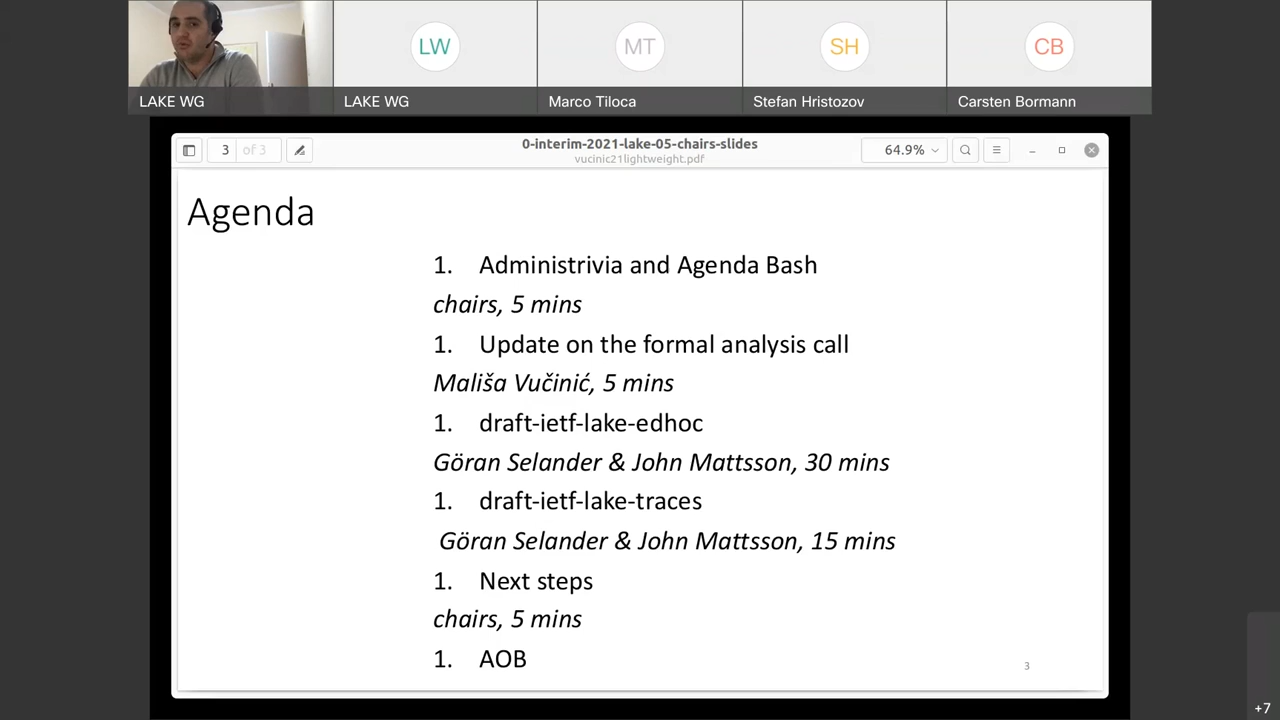 LW
MT
SH
CB
LAKE WG
LAKE WG
Marco Tiloca
Stefan Hristozov
Carsten Bormann
3 of 3
0-interim-2021-lake-05-chairs-slides
vucinic21lightweight.pdf
64.9%
Agenda
1. Administrivia and Agenda Bash
chairs, 5 mins
1. Update on the formal analysis call
Mališa Vučinić, 5 mins
1. draft-ietf-lake-edhoc
Göran Selander & John Mattsson, 30 mins
1. draft-ietf-lake-traces
Göran Selander & John Mattsson, 15 mins
1. Next steps
chairs, 5 mins
1. AOB
3
+7